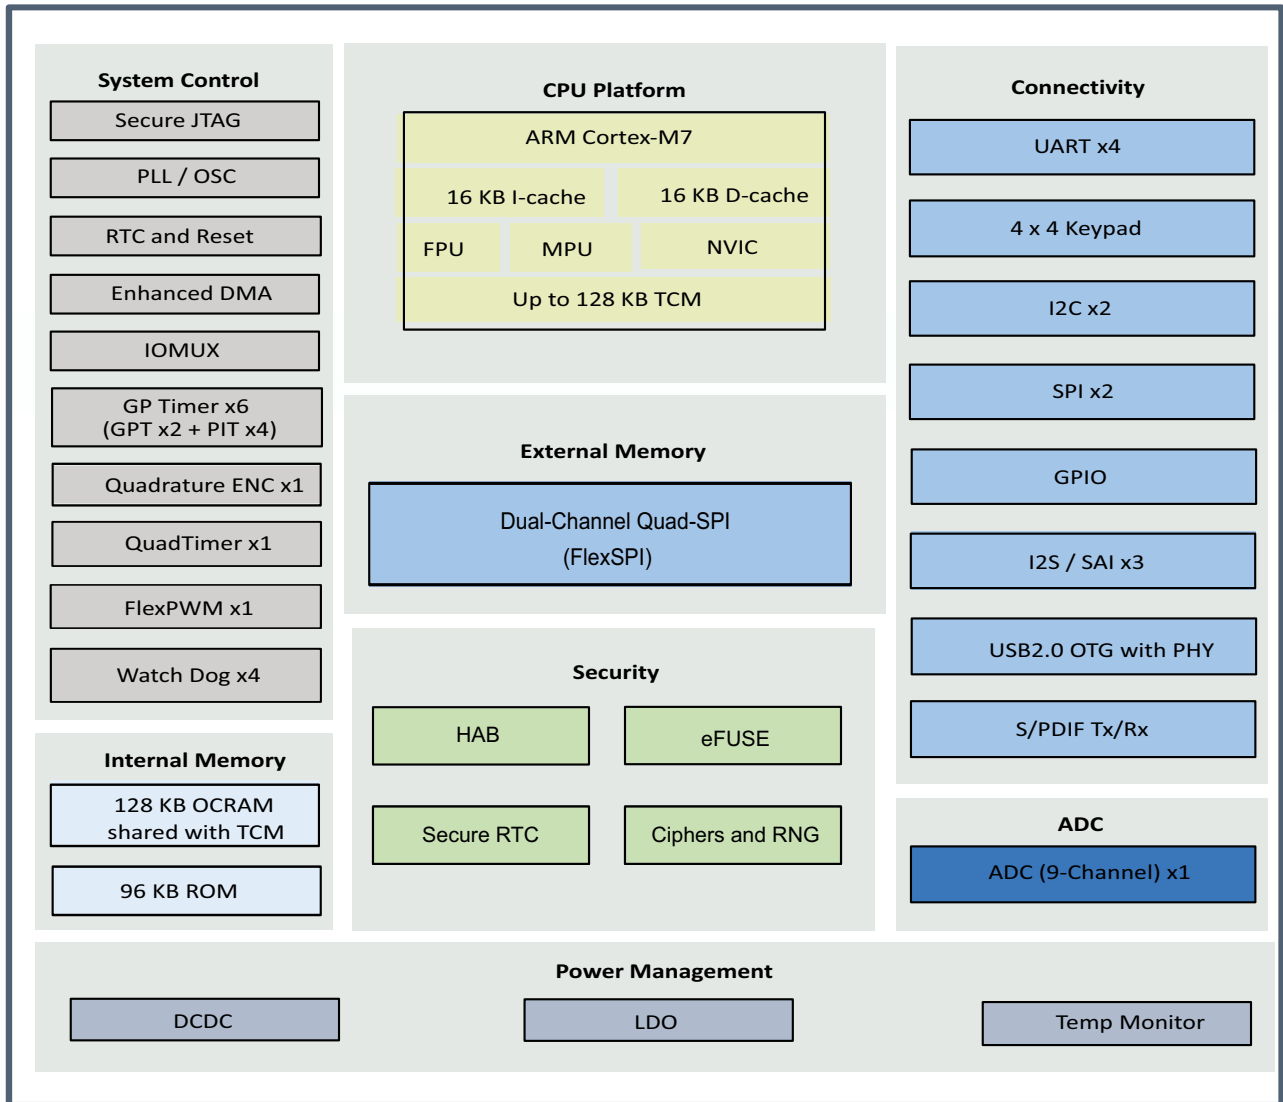 System Control
Secure JTAG
PLL / OSC
RTC and Reset
Enhanced DMA
IOMUX
GP Timer x6
(GPT x2 + PIT x4)
Quadrature ENC x1
QuadTimer x1
FlexPWM x1
Watch Dog x4
Internal Memory
128 KB OCRAM
shared with TCM
96 KB ROM
CPU Platform
ARM Cortex-M7
16 KB I-cache
16 KB D-cache
FPU
MPU
NVIC
Up to 128 KB TCM
External Memory
Dual-Channel Quad-SPI
(FlexSPI)
Security
HAB
eFUSE
Secure RTC
Ciphers and RNG
Connectivity
UART x4
4 x 4 Keypad
I2C x2
SPI x2
GPIO
I2S / SAI x3
USB2.0 OTG with PHY
S/PDIF Tx/Rx
ADC
ADC (9-Channel) x1
Power Management
DCDC
LDO
Temp Monitor